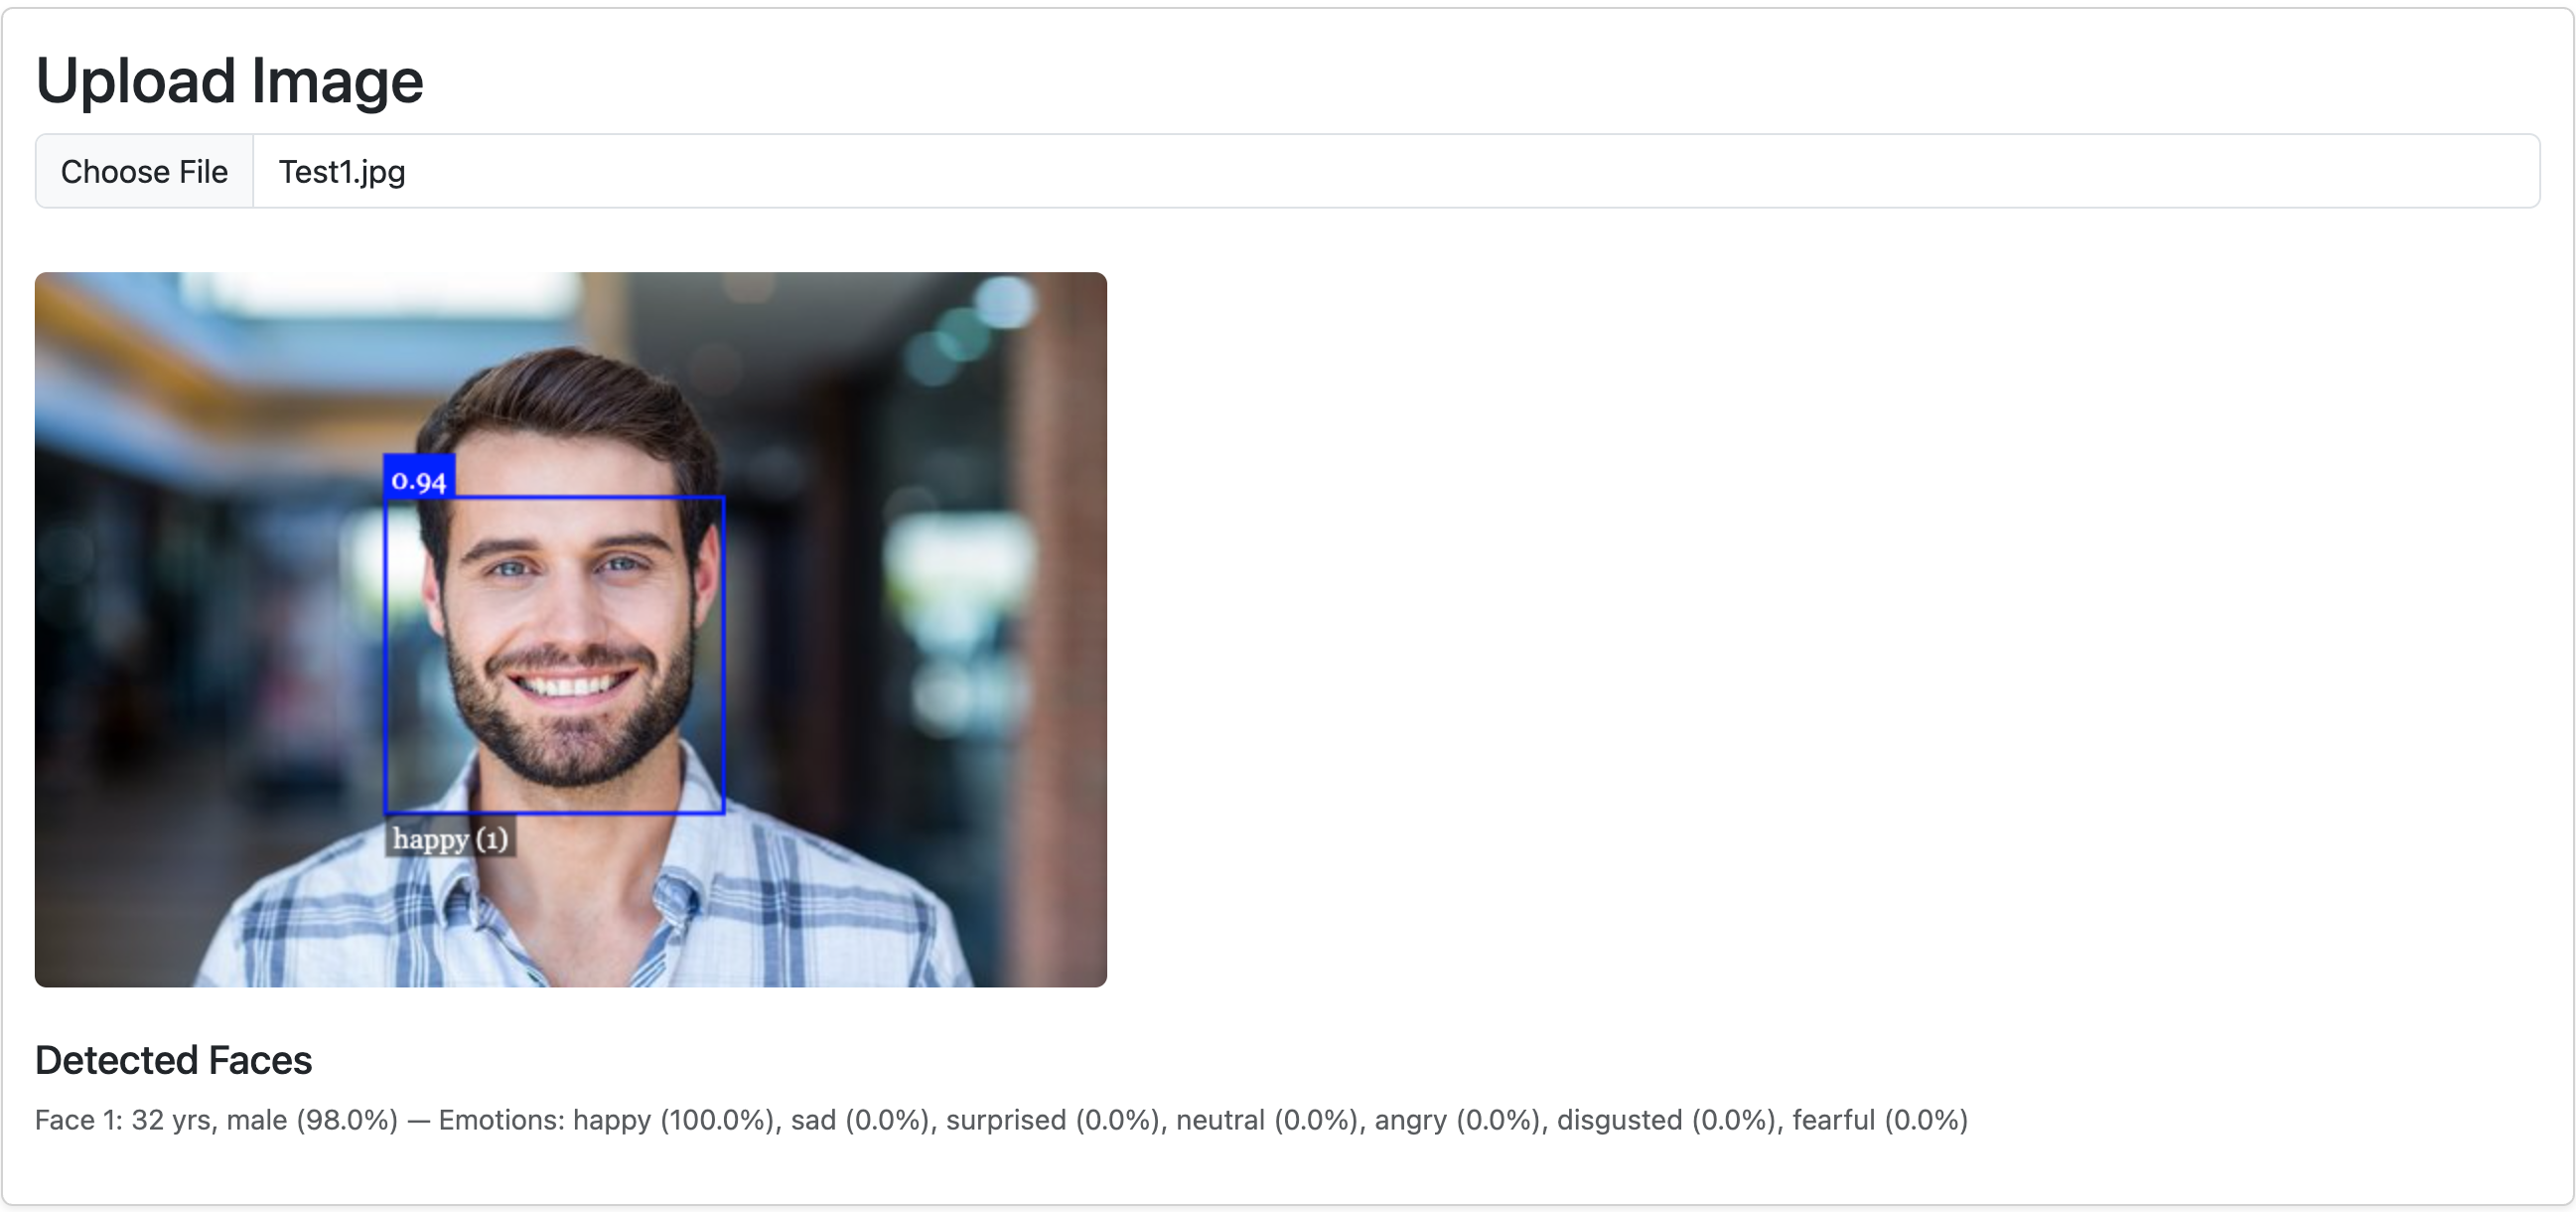 Upload Image
Choose File Test1.jpg
0.94
happy (1)
Detected Faces
Face 1: 32 yrs, male (98.0%) — Emotions: happy (100.0%), sad (0.0%), surprised (0.0%), neutral (0.0%), angry (0.0%), disgusted (0.0%), fearful (0.0%)